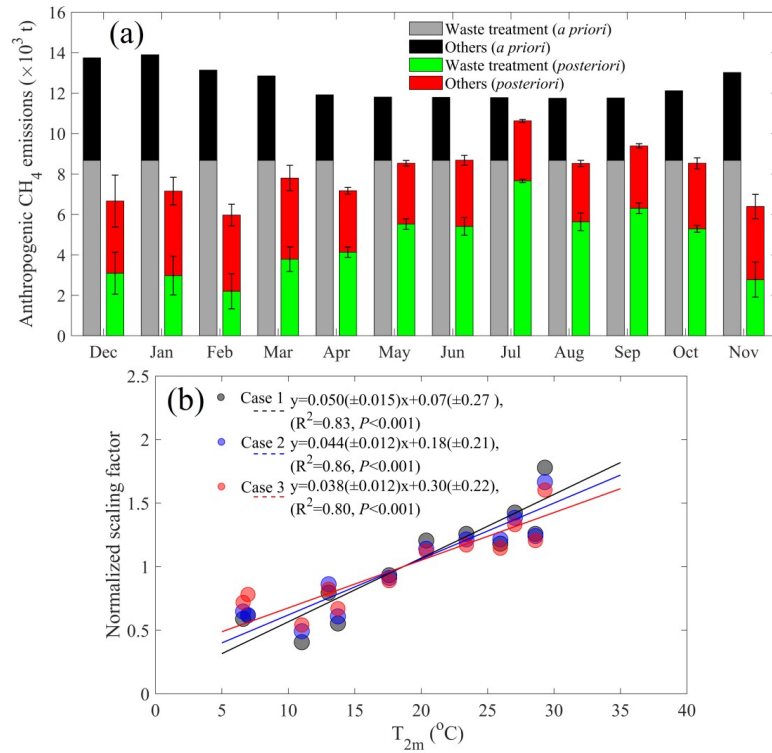 (a)
Waste treatment (a priori)
Others (a priori)
Waste treatment (posteriori)
Others (posteriori)
Anthropogenic CH4 emissions (×10³ t)
16
14
12
10
8
6
4
2
0
Dec Jan Feb Mar Apr May Jun Jul Aug Sep Oct Nov
(b)
Case 1 y=0.050(±0.015)x+0.07(±0.27 ),
(R²=0.83, P<0.001)
Case 2 y=0.044(±0.012)x+0.18(±0.21),
(R²=0.86, P<0.001)
Case 3 y=0.038(±0.012)x+0.30(±0.22),
(R²=0.80, P<0.001)
Normalized scaling factor
2.5
2
1.5
1
0.5
0
0 5 10 15 20 25 30 35 40
T2m (°C)